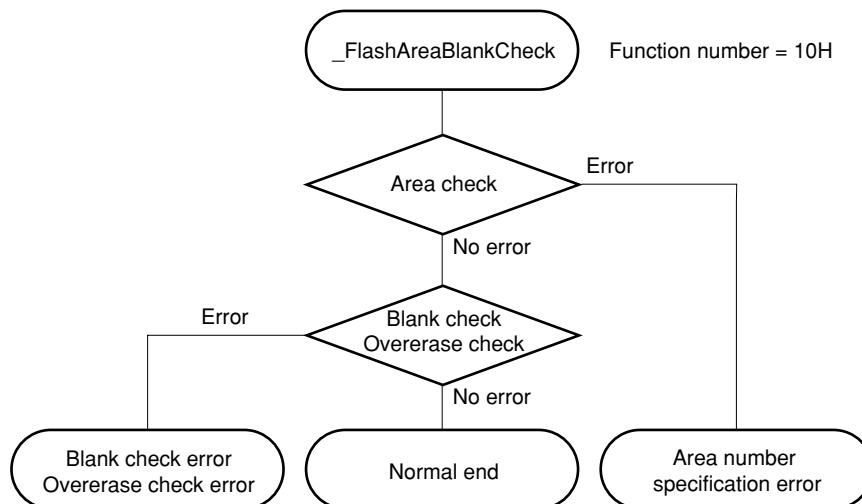 _FlashAreaBlankCheck
Function number = 10H
Area check
Error
No error
Error
Blank check
Overerase check
No error
Blank check error
Overerase check error
Normal end
Area number
specification error